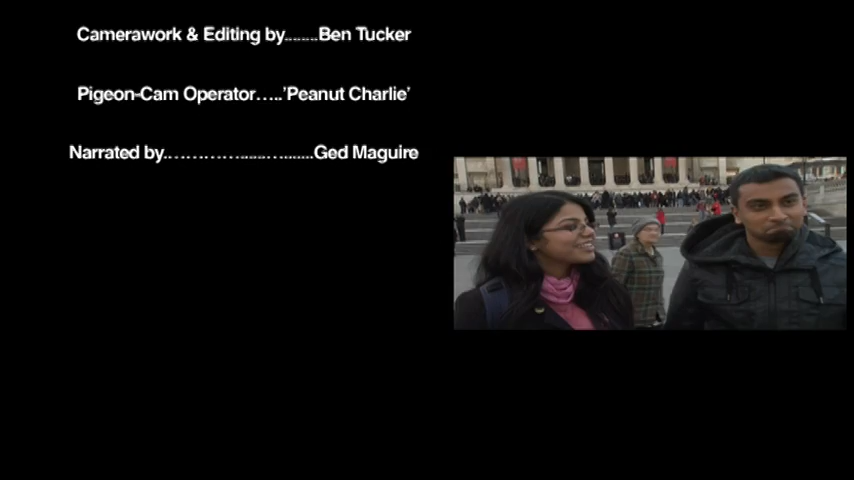 Camerawork & Editing by.......Ben Tucker
Pigeon-Cam Operator.....'Peanut Charlie'
Narrated by.......................Ged Maguire